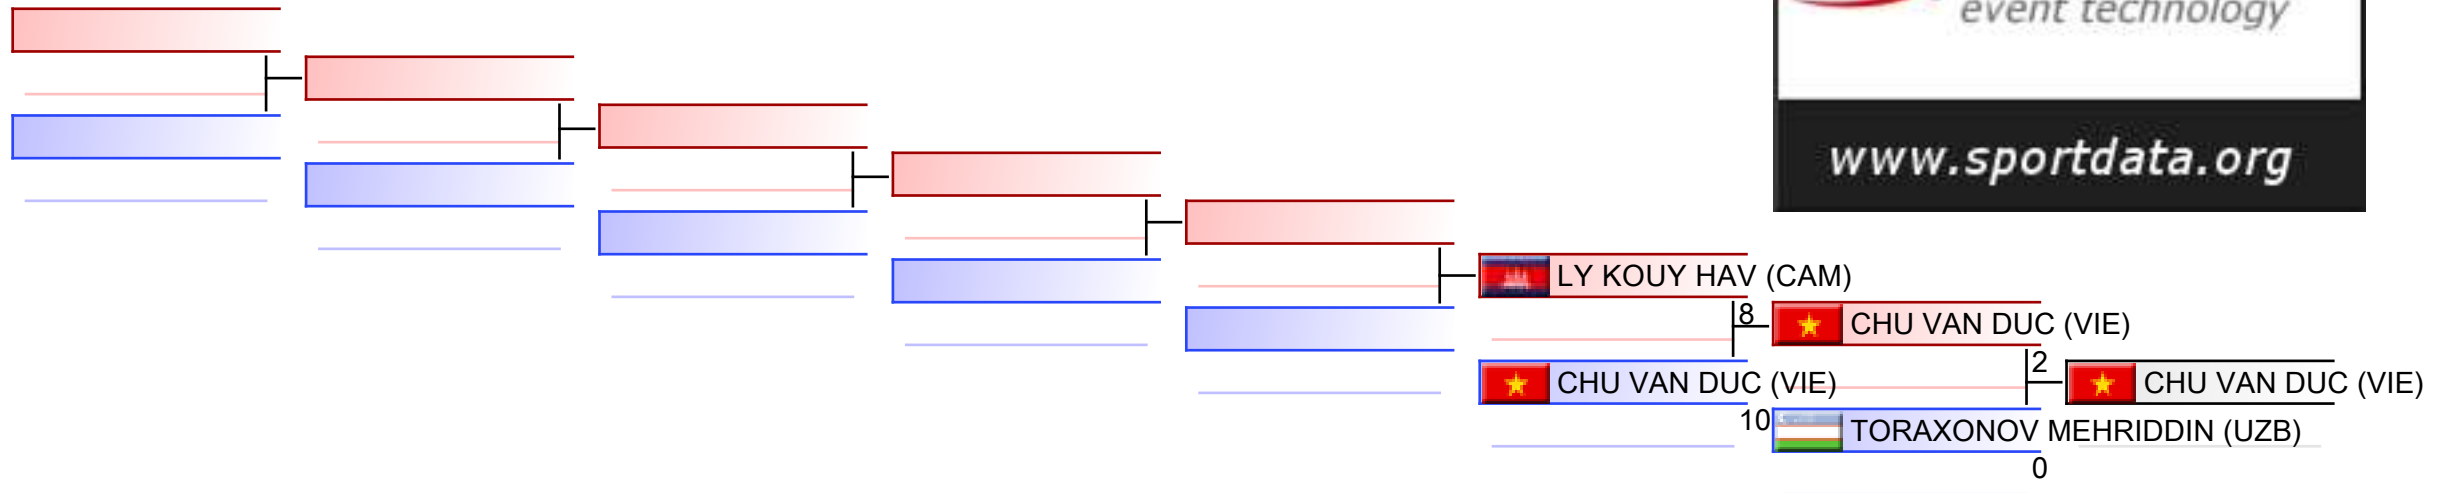 event technology
www.sportdata.org
LY KOUY HAV (CAM)
8
CHU VAN DUC (VIE)
2
CHU VAN DUC (VIE)
CHU VAN DUC (VIE)
10
TORAXONOV MEHRIDDIN (UZB)
0